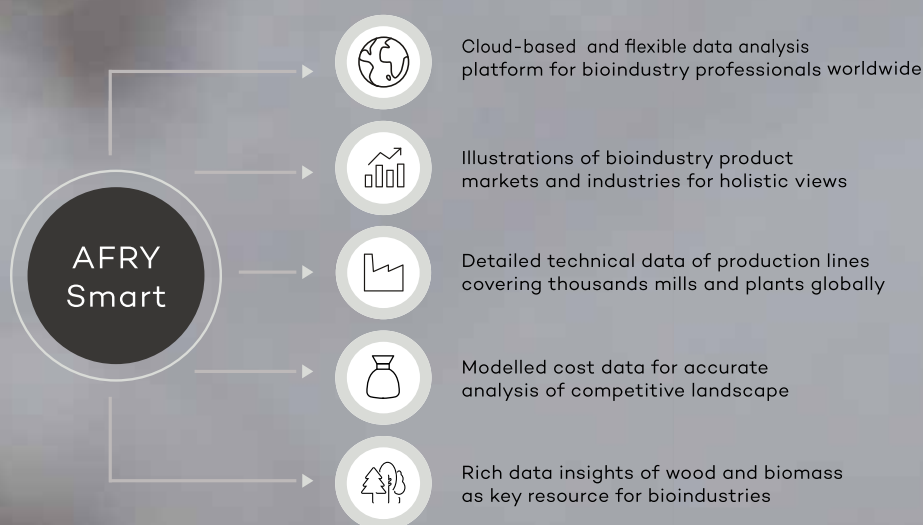 Cloud-based and flexible data analysis
platform for bioindustry professionals worldwide
Illustrations of bioindustry product
markets and industries for holistic views
AFRY
Smart
Detailed technical data of production lines
covering thousands mills and plants globally
Modelled cost data for accurate
analysis of competitive landscape
Rich data insights of wood and biomass
as key resource for bioindustries